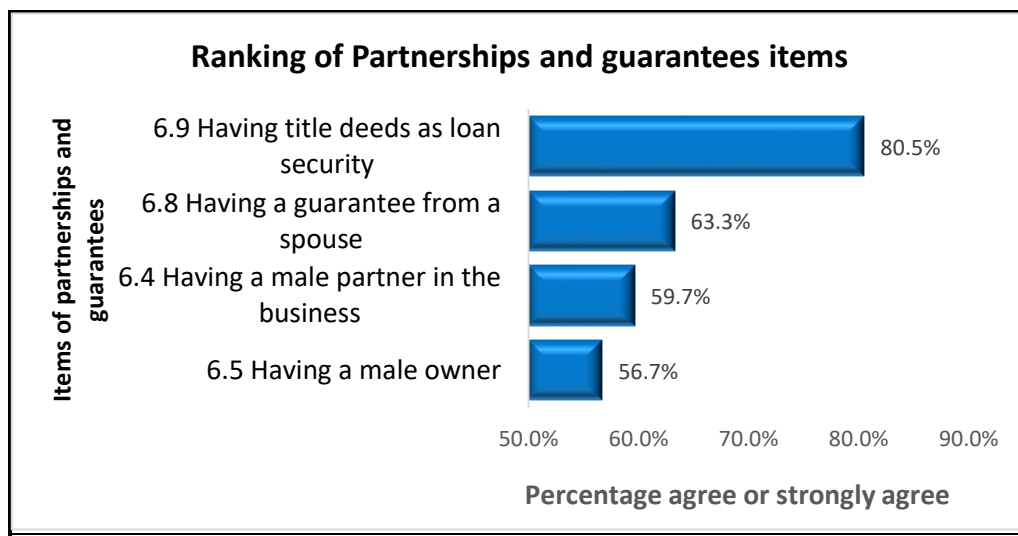 Ranking of Partnerships and guarantees items
Items of partnerships and
guarantees
6.9 Having title deeds as loan
security
80.5%
6.8 Having a guarantee from a
spouse
63.3%
6.4 Having a male partner in the
business
59.7%
6.5 Having a male owner
56.7%
50.0% 60.0% 70.0% 80.0% 90.0%
Percentage agree or strongly agree